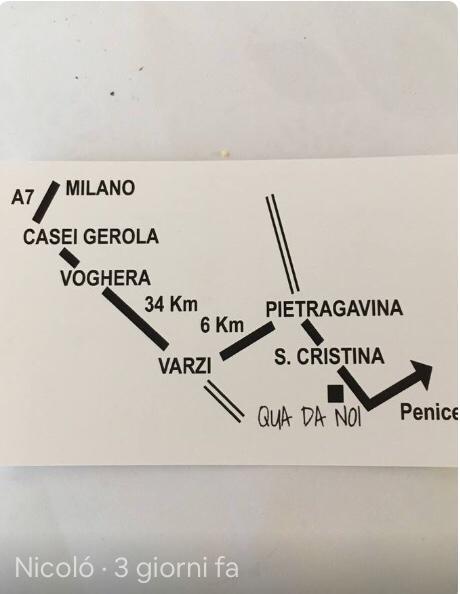 A7 MILANO
CASEI GEROLA
VOGHERA
34 Km
6 Km
PIETRAGAVINA
VARZI
S. CRISTINA
QUA DA NOI
Penice
Nicoló · 3 giorni fa